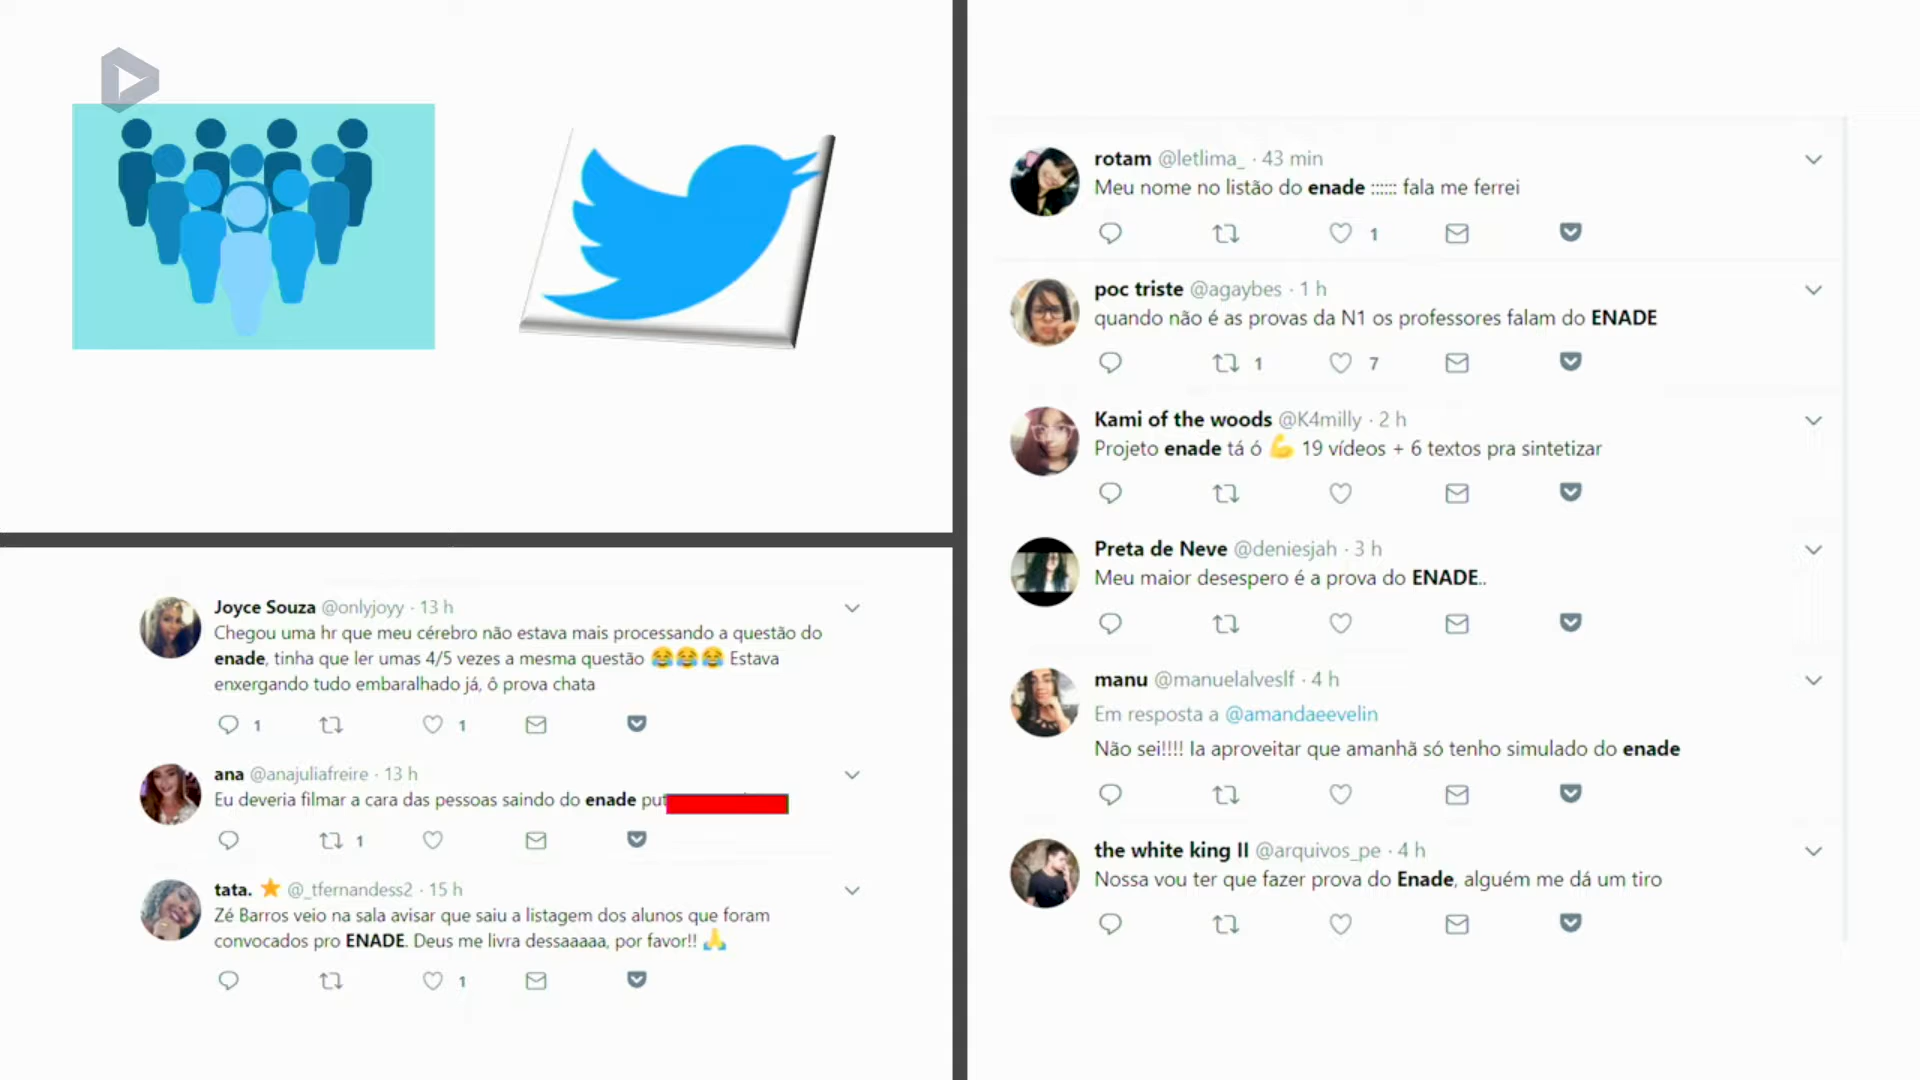 Joyce Souza @onlyjoyy · 13 h
Chegou uma hr que meu cérebro não estava mais processando a questão do
enade, tinha que ler umas 4/5 vezes a mesma questão 😂😂😂 Estava
enxergando tudo embaralhado já, ô prova chata
1 1
ana @anajuliafreire · 13 h
Eu deveria filmar a cara das pessoas saindo do enade put
1
tata. ⭐ @_tfernandess2 · 15 h
Zé Barros veio na sala avisar que saiu a listagem dos alunos que foram
convocados pro ENADE. Deus me livra dessaaaaa, por favor!! 🙏
1
rotam @letlima_ · 43 min
Meu nome no listão do enade :::::: fala me ferrei
1
poc triste @agaybes · 1 h
quando não é as provas da N1 os professores falam do ENADE
1 7
Kami of the woods @K4milly · 2 h
Projeto enade tá ó 💪 19 vídeos + 6 textos pra sintetizar
Preta de Neve @deniesjah · 3 h
Meu maior desespero é a prova do ENADE..
manu @manuelalveslf · 4 h
Em resposta a @amandaeevelin
Não sei!!!! Ia aproveitar que amanhã só tenho simulado do enade
the white king II @arquivos_pe · 4 h
Nossa vou ter que fazer prova do Enade, alguém me dá um tiro